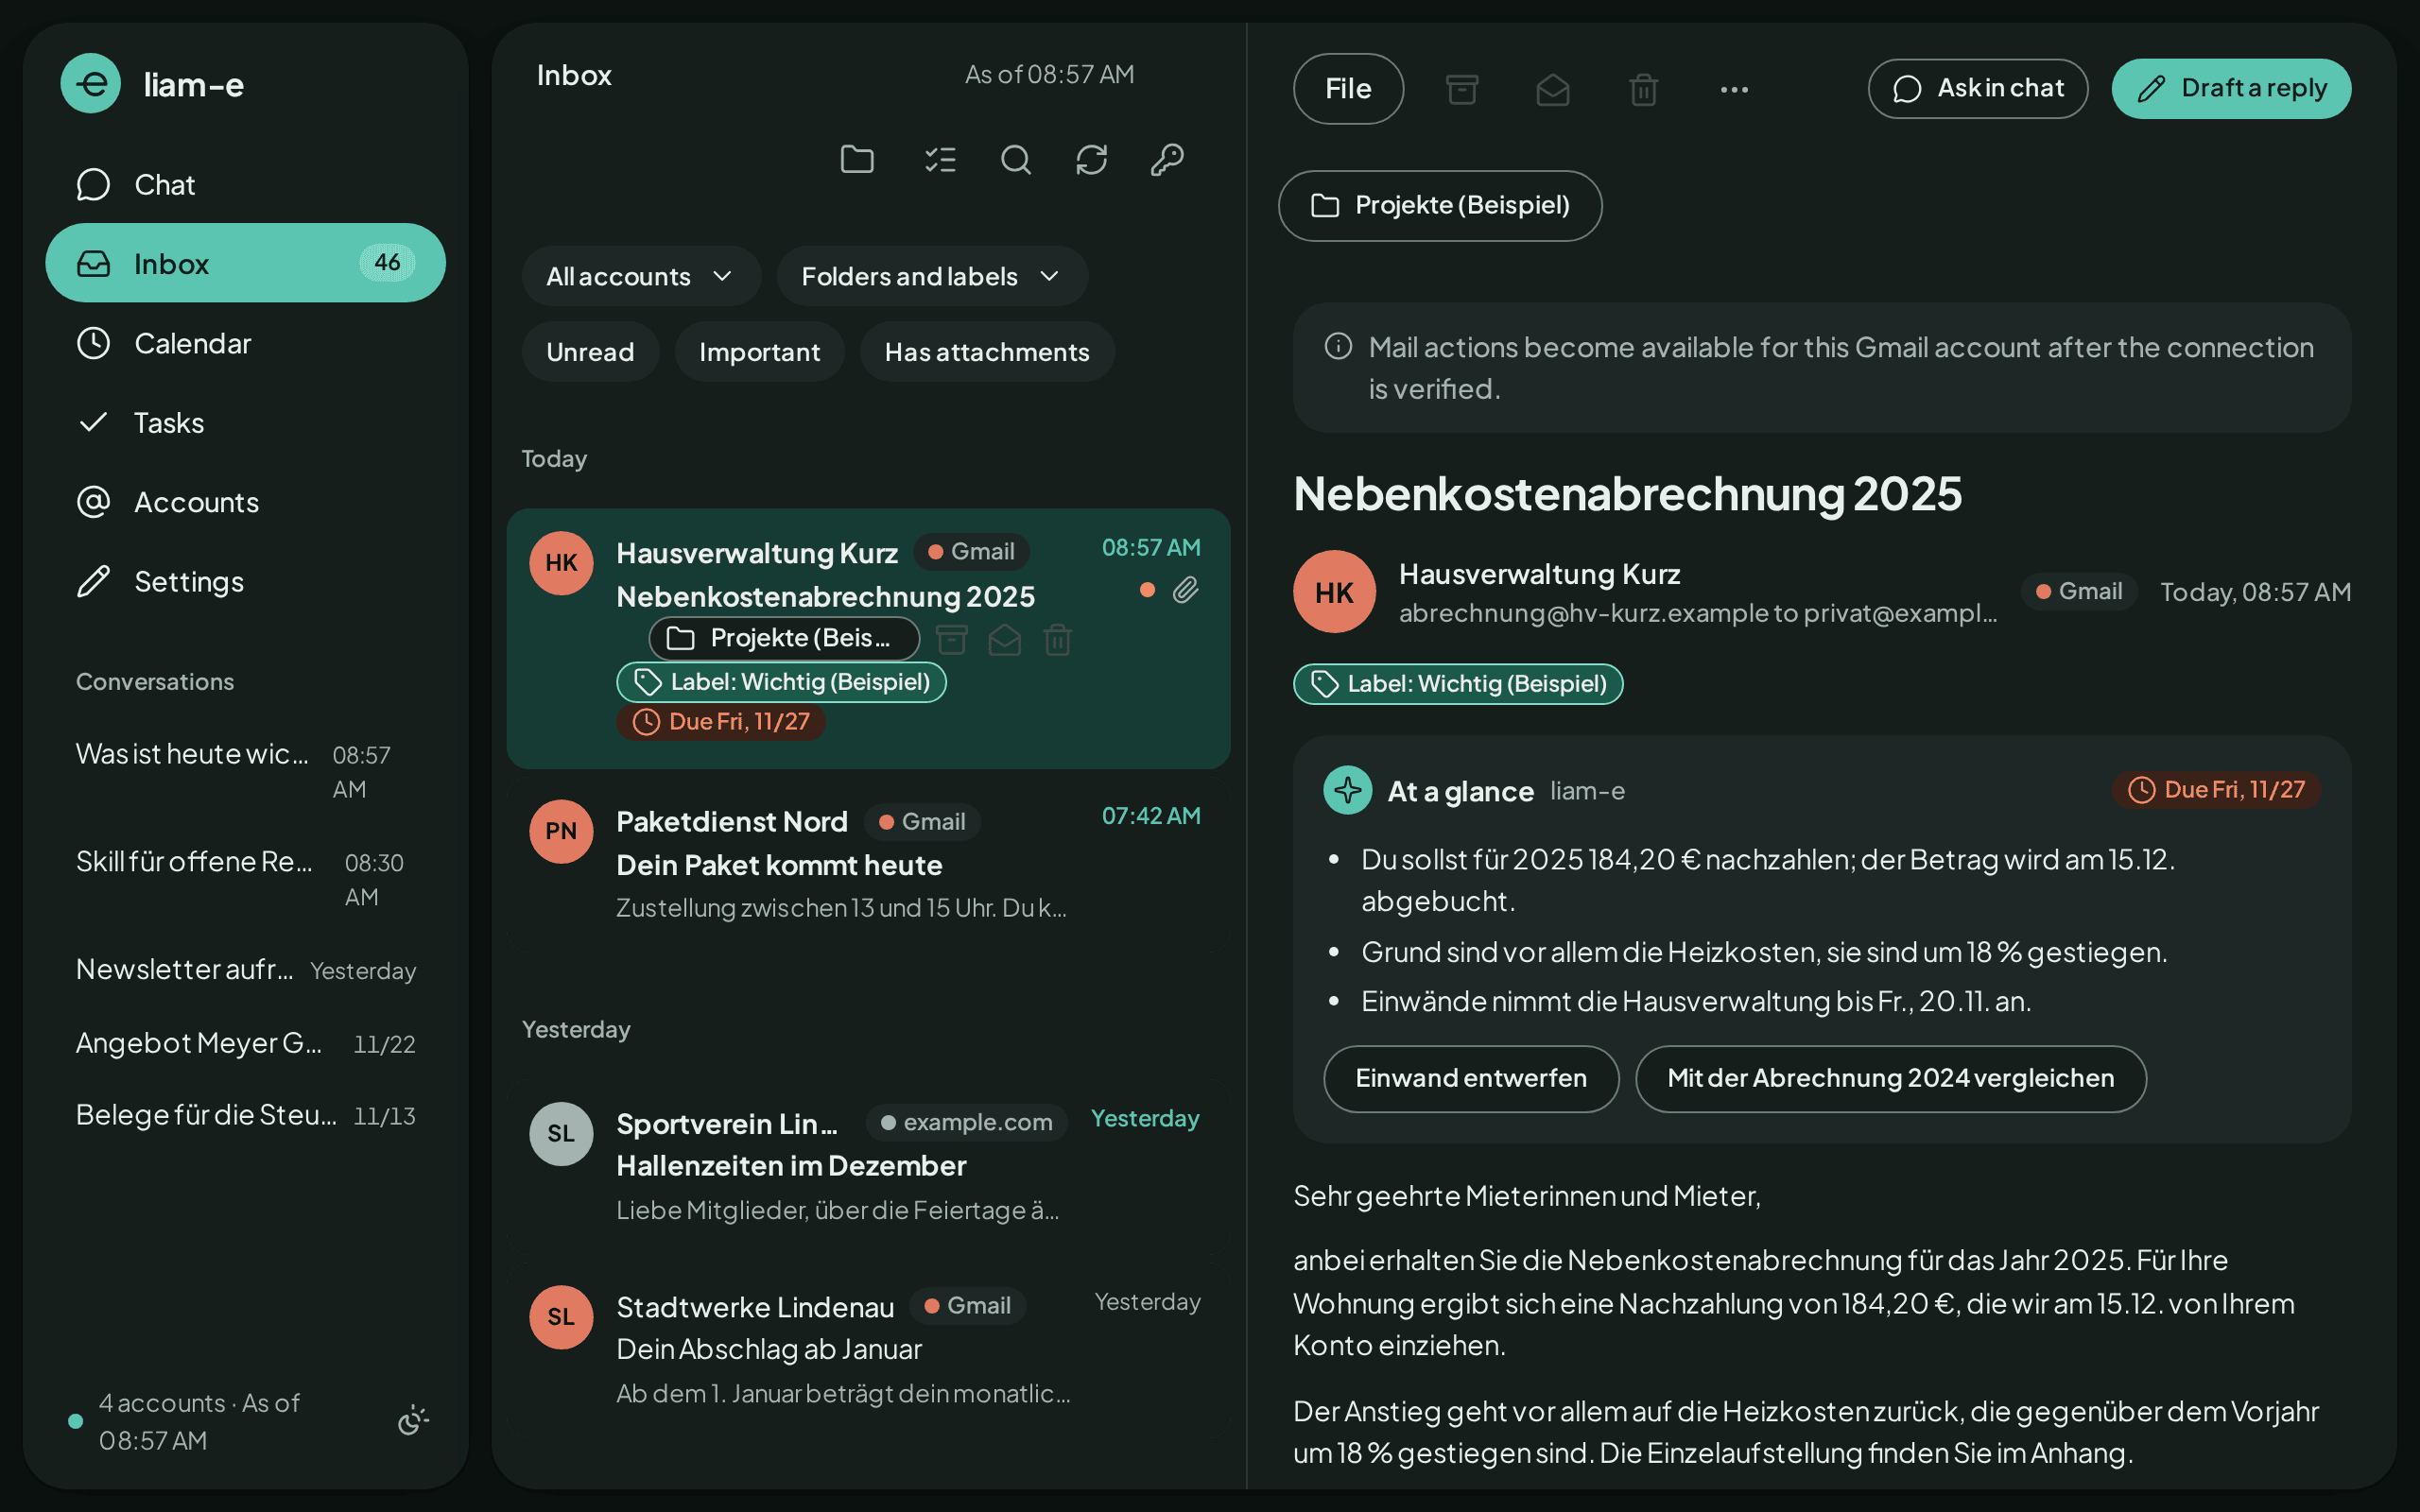 liam-e
Chat
Inbox 46
Calendar
Tasks
Accounts
Settings
Conversations
Was ist heute wic... 08:57 AM
Skill für offene Re... 08:30 AM
Newsletter aufr... Yesterday
Angebot Meyer G... 11/22
Belege für die Steu... 11/13
4 accounts · As of
08:57 AM
Inbox As of 08:57 AM
All accounts Folders and labels
Unread Important Has attachments
Today
HK Hausverwaltung Kurz Gmail 08:57 AM
Nebenkostenabrechnung 2025
Projekte (Beis...
Label: Wichtig (Beispiel)
Due Fri, 11/27
PN Paketdienst Nord Gmail 07:42 AM
Dein Paket kommt heute
Zustellung zwischen 13 und 15 Uhr. Du k...
Yesterday
SL Sportverein Lin... example.com Yesterday
Hallenzeiten im Dezember
Liebe Mitglieder, über die Feiertage ä...
SL Stadtwerke Lindenau Gmail Yesterday
Dein Abschlag ab Januar
Ab dem 1. Januar beträgt dein monatlic...
File Ask in chat Draft a reply
Projekte (Beispiel)
Mail actions become available for this Gmail account after the connection
is verified.
Nebenkostenabrechnung 2025
HK Hausverwaltung Kurz Gmail Today, 08:57 AM
abrechnung@hv-kurz.example to privat@exampl...
Label: Wichtig (Beispiel)
At a glance liam-e Due Fri, 11/27
• Du sollst für 2025 184,20 € nachzahlen; der Betrag wird am 15.12.
abgebucht.
• Grund sind vor allem die Heizkosten, sie sind um 18 % gestiegen.
• Einwände nimmt die Hausverwaltung bis Fr., 20.11. an.
Einwand entwerfen Mit der Abrechnung 2024 vergleichen
Sehr geehrte Mieterinnen und Mieter,
anbei erhalten Sie die Nebenkostenabrechnung für das Jahr 2025. Für Ihre
Wohnung ergibt sich eine Nachzahlung von 184,20 €, die wir am 15.12. von Ihrem
Konto einziehen.
Der Anstieg geht vor allem auf die Heizkosten zurück, die gegenüber dem Vorjahr
um 18 % gestiegen sind. Die Einzelaufstellung finden Sie im Anhang.